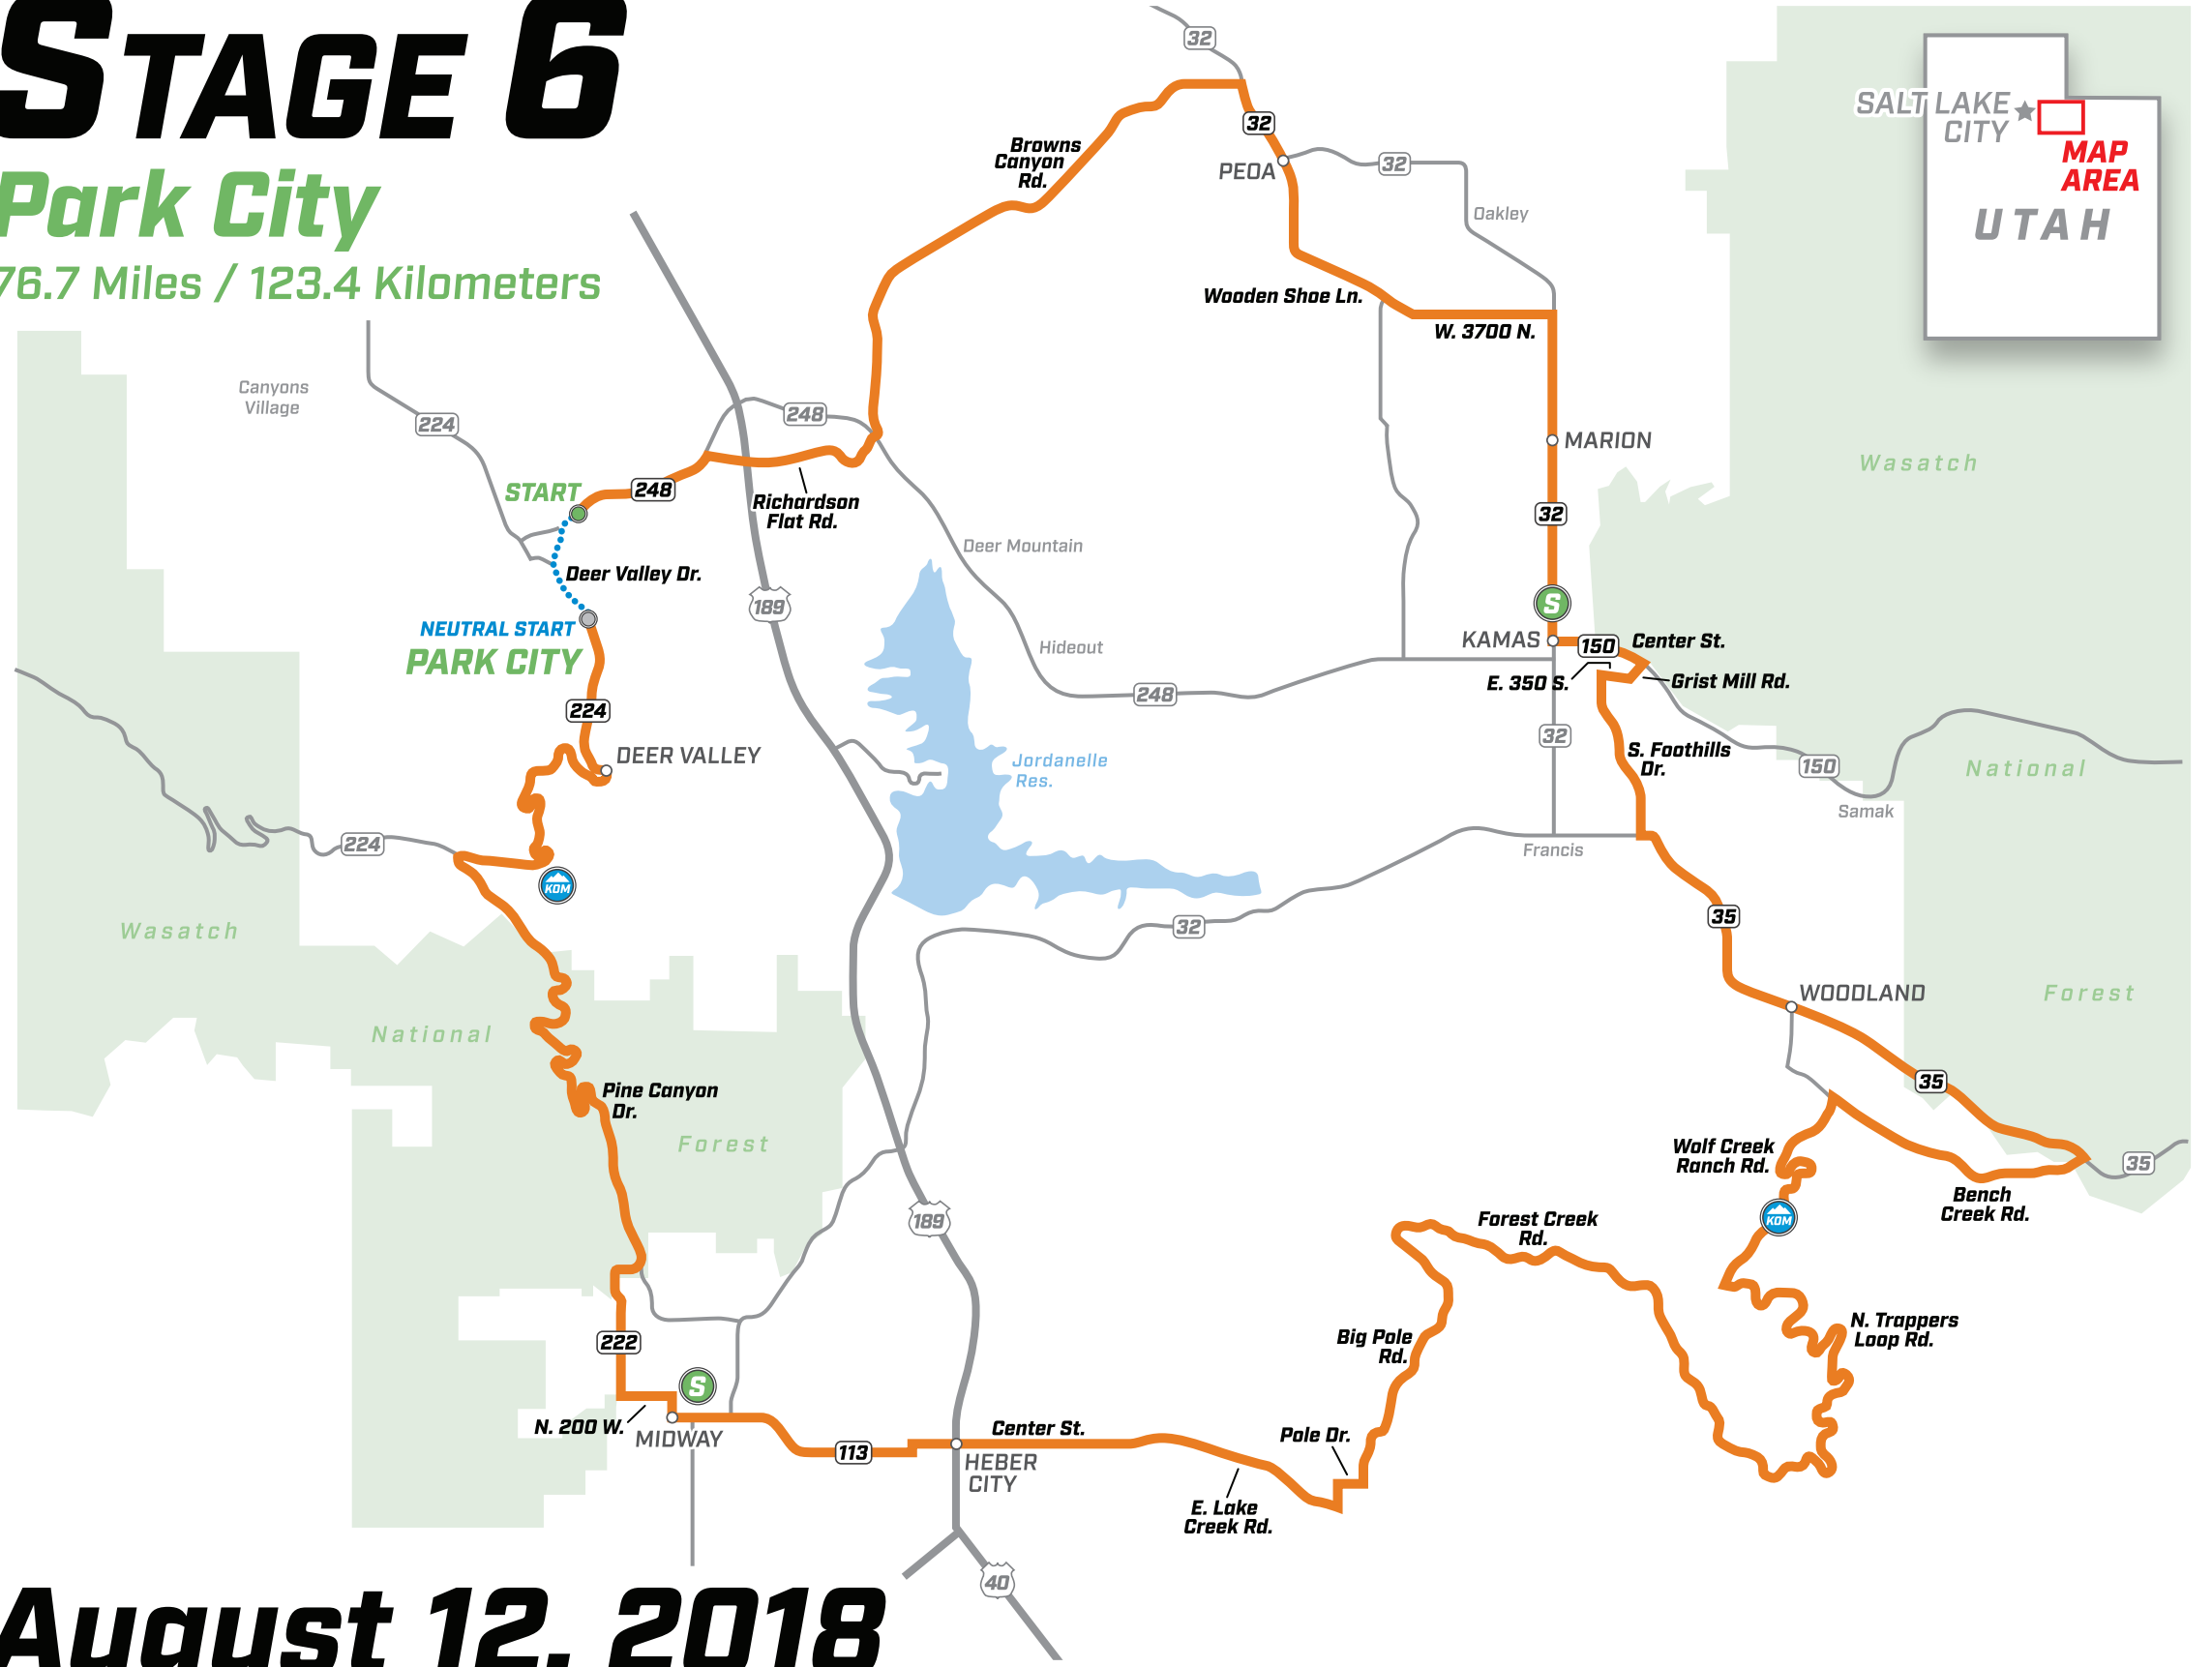 STAGE 6
Park City
76.7 Miles / 123.4 Kilometers
SALT LAKE
CITY
MAP
AREA
UTAH
32
32
Browns
Canyon
Rd.
PEOA
32
Oakley
Wooden Shoe Ln.
W. 3700 N.
Canyons
Village
224
248
MARION
Wasatch
START
248
Richardson
Flat Rd.
32
Deer Mountain
Deer Valley Dr.
189
S
NEUTRAL START
PARK CITY
Hideout
KAMAS
150
Center St.
E. 350 S.
Grist Mill Rd.
248
224
32
DEER VALLEY
Jordanelle
Res.
S. Foothills
Dr.
150
National
Samak
224
Francis
KOM
35
32
Wasatch
WOODLAND
Forest
National
35
Pine Canyon
Dr.
Forest
Wolf Creek
Ranch Rd.
35
Bench
Creek Rd.
KOM
189
Forest Creek
Rd.
222
Big Pole
Rd.
N. Trappers
Loop Rd.
S
N. 200 W.
MIDWAY
113
Center St.
HEBER
CITY
Pole Dr.
E. Lake
Creek Rd.
40
August 12, 2018